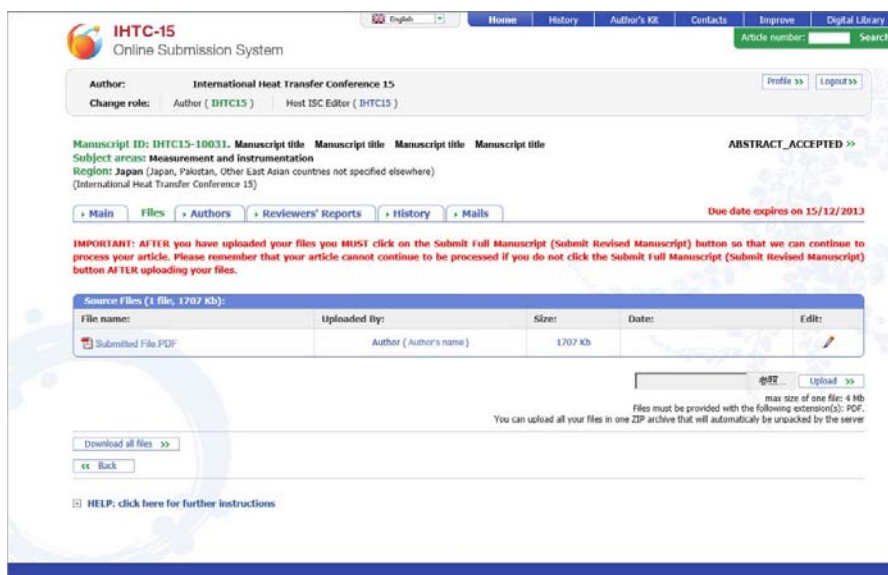 IHTC-15
Online Submission System
English
Home History Author's Kit Contacts Improve Digital Library
Article number: Search
Author: International Heat Transfer Conference 15
Profile >> Logout >>
Change role: Author ( IHTC15 ) Host ISC Editor ( IHTC15 )
Manuscript ID: IHTC15-10031. Manuscript title Manuscript title Manuscript title Manuscript title
ABSTRACT_ACCEPTED >>
Subject areas: Measurement and instrumentation
Region: Japan (Japan, Pakistan, Other East Asian countries not specified elsewhere)
(International Heat Transfer Conference 15)
Main Files Authors Reviewers' Reports History Mails
Due date expires on 15/12/2013
IMPORTANT: AFTER you have uploaded your files you MUST click on the Submit Full Manuscript (Submit Revised Manuscript) button so that we can continue to
process your article. Please remember that your article cannot continue to be processed if you do not click the Submit Full Manuscript (Submit Revised Manuscript)
button AFTER uploading your files.
Source Files (1 file, 1707 Kb):
File name: Uploaded By: Size: Date: Edit:
Submitted File.PDF Author ( Author's name ) 1707 Kb
参照... Upload >>
max size of one file: 4 Mb
Files must be provided with the following extension(s): PDF.
You can upload all your files in one ZIP archive that will automaticaly be unpacked by the server
Download all files >>
<< Back
HELP: click here for further instructions